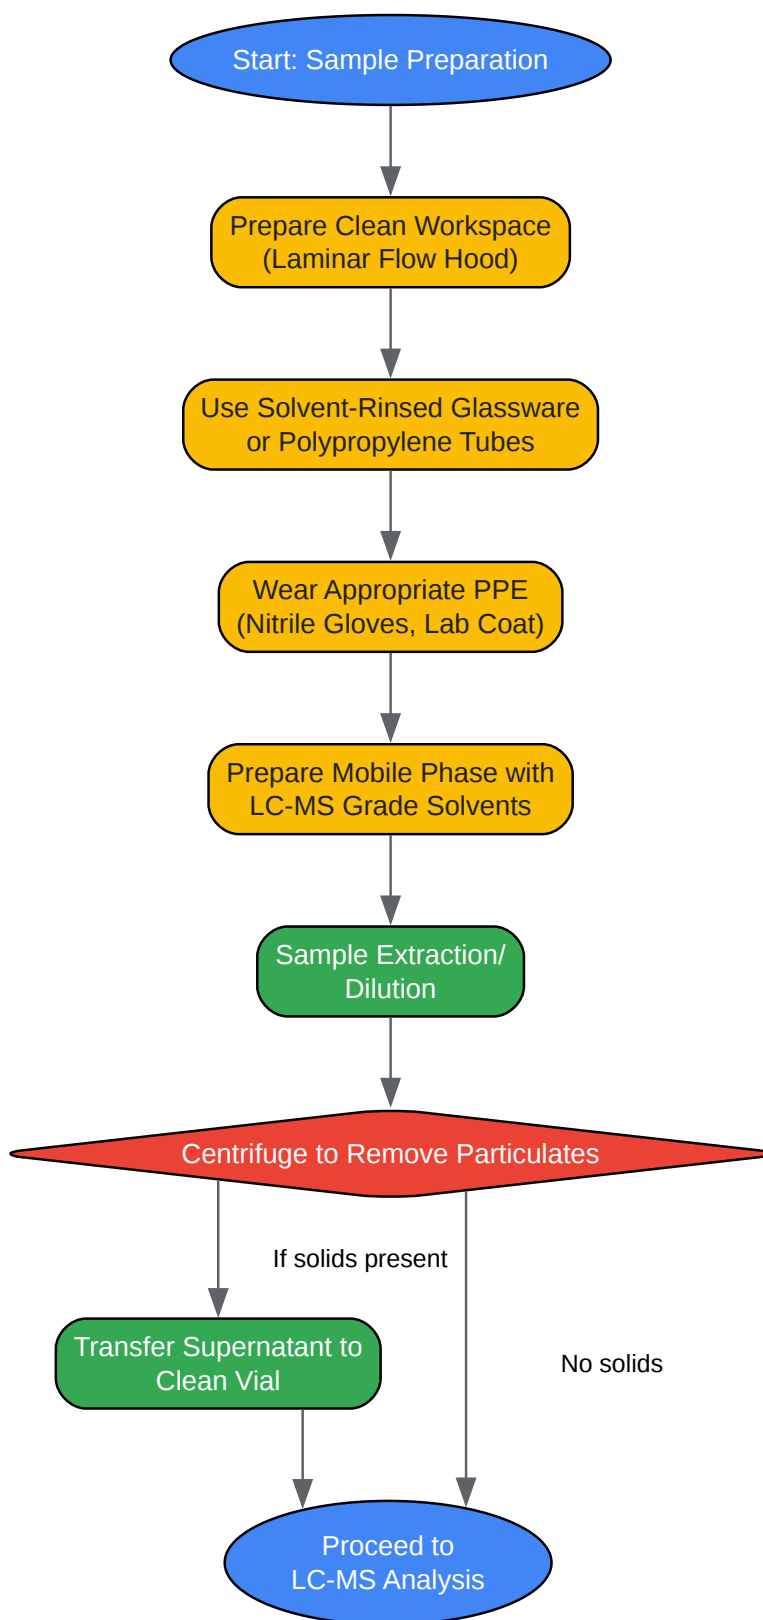 Start: Sample Preparation
Prepare Clean Workspace
(Laminar Flow Hood)
Use Solvent-Rinsed Glassware
or Polypropylene Tubes
Wear Appropriate PPE
(Nitrile Gloves, Lab Coat)
Prepare Mobile Phase with
LC-MS Grade Solvents
Sample Extraction/
Dilution
Centrifuge to Remove Particulates
If solids present
Transfer Supernatant to
Clean Vial
No solids
Proceed to
LC-MS Analysis